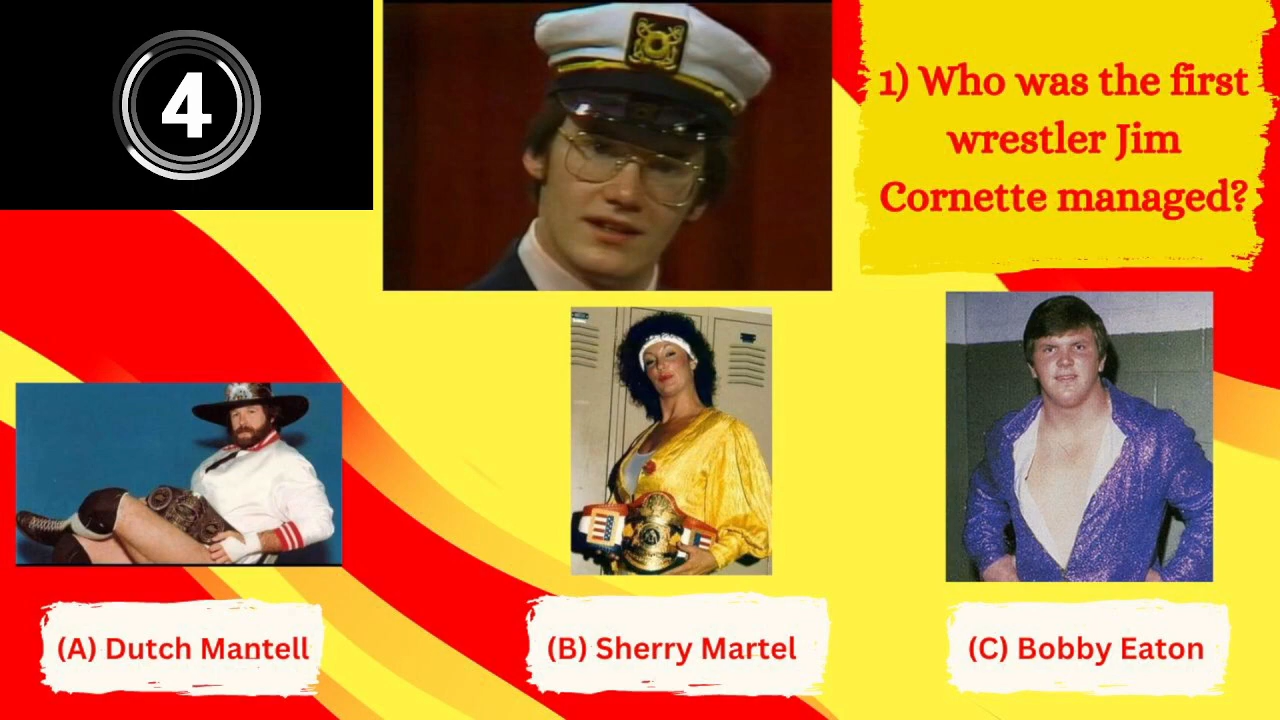 4
1) Who was the first
wrestler Jim
Cornette managed?
(A) Dutch Mantell
(B) Sherry Martel
(C) Bobby Eaton